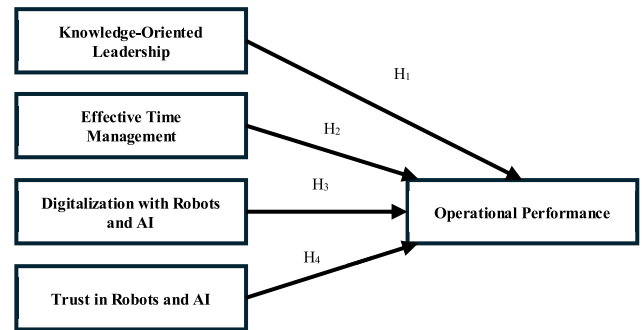 Knowledge-Oriented
Leadership
H₁
Effective Time
Management
H₂
Digitalization with Robots
and AI
H₃
Operational Performance
H₄
Trust in Robots and AI